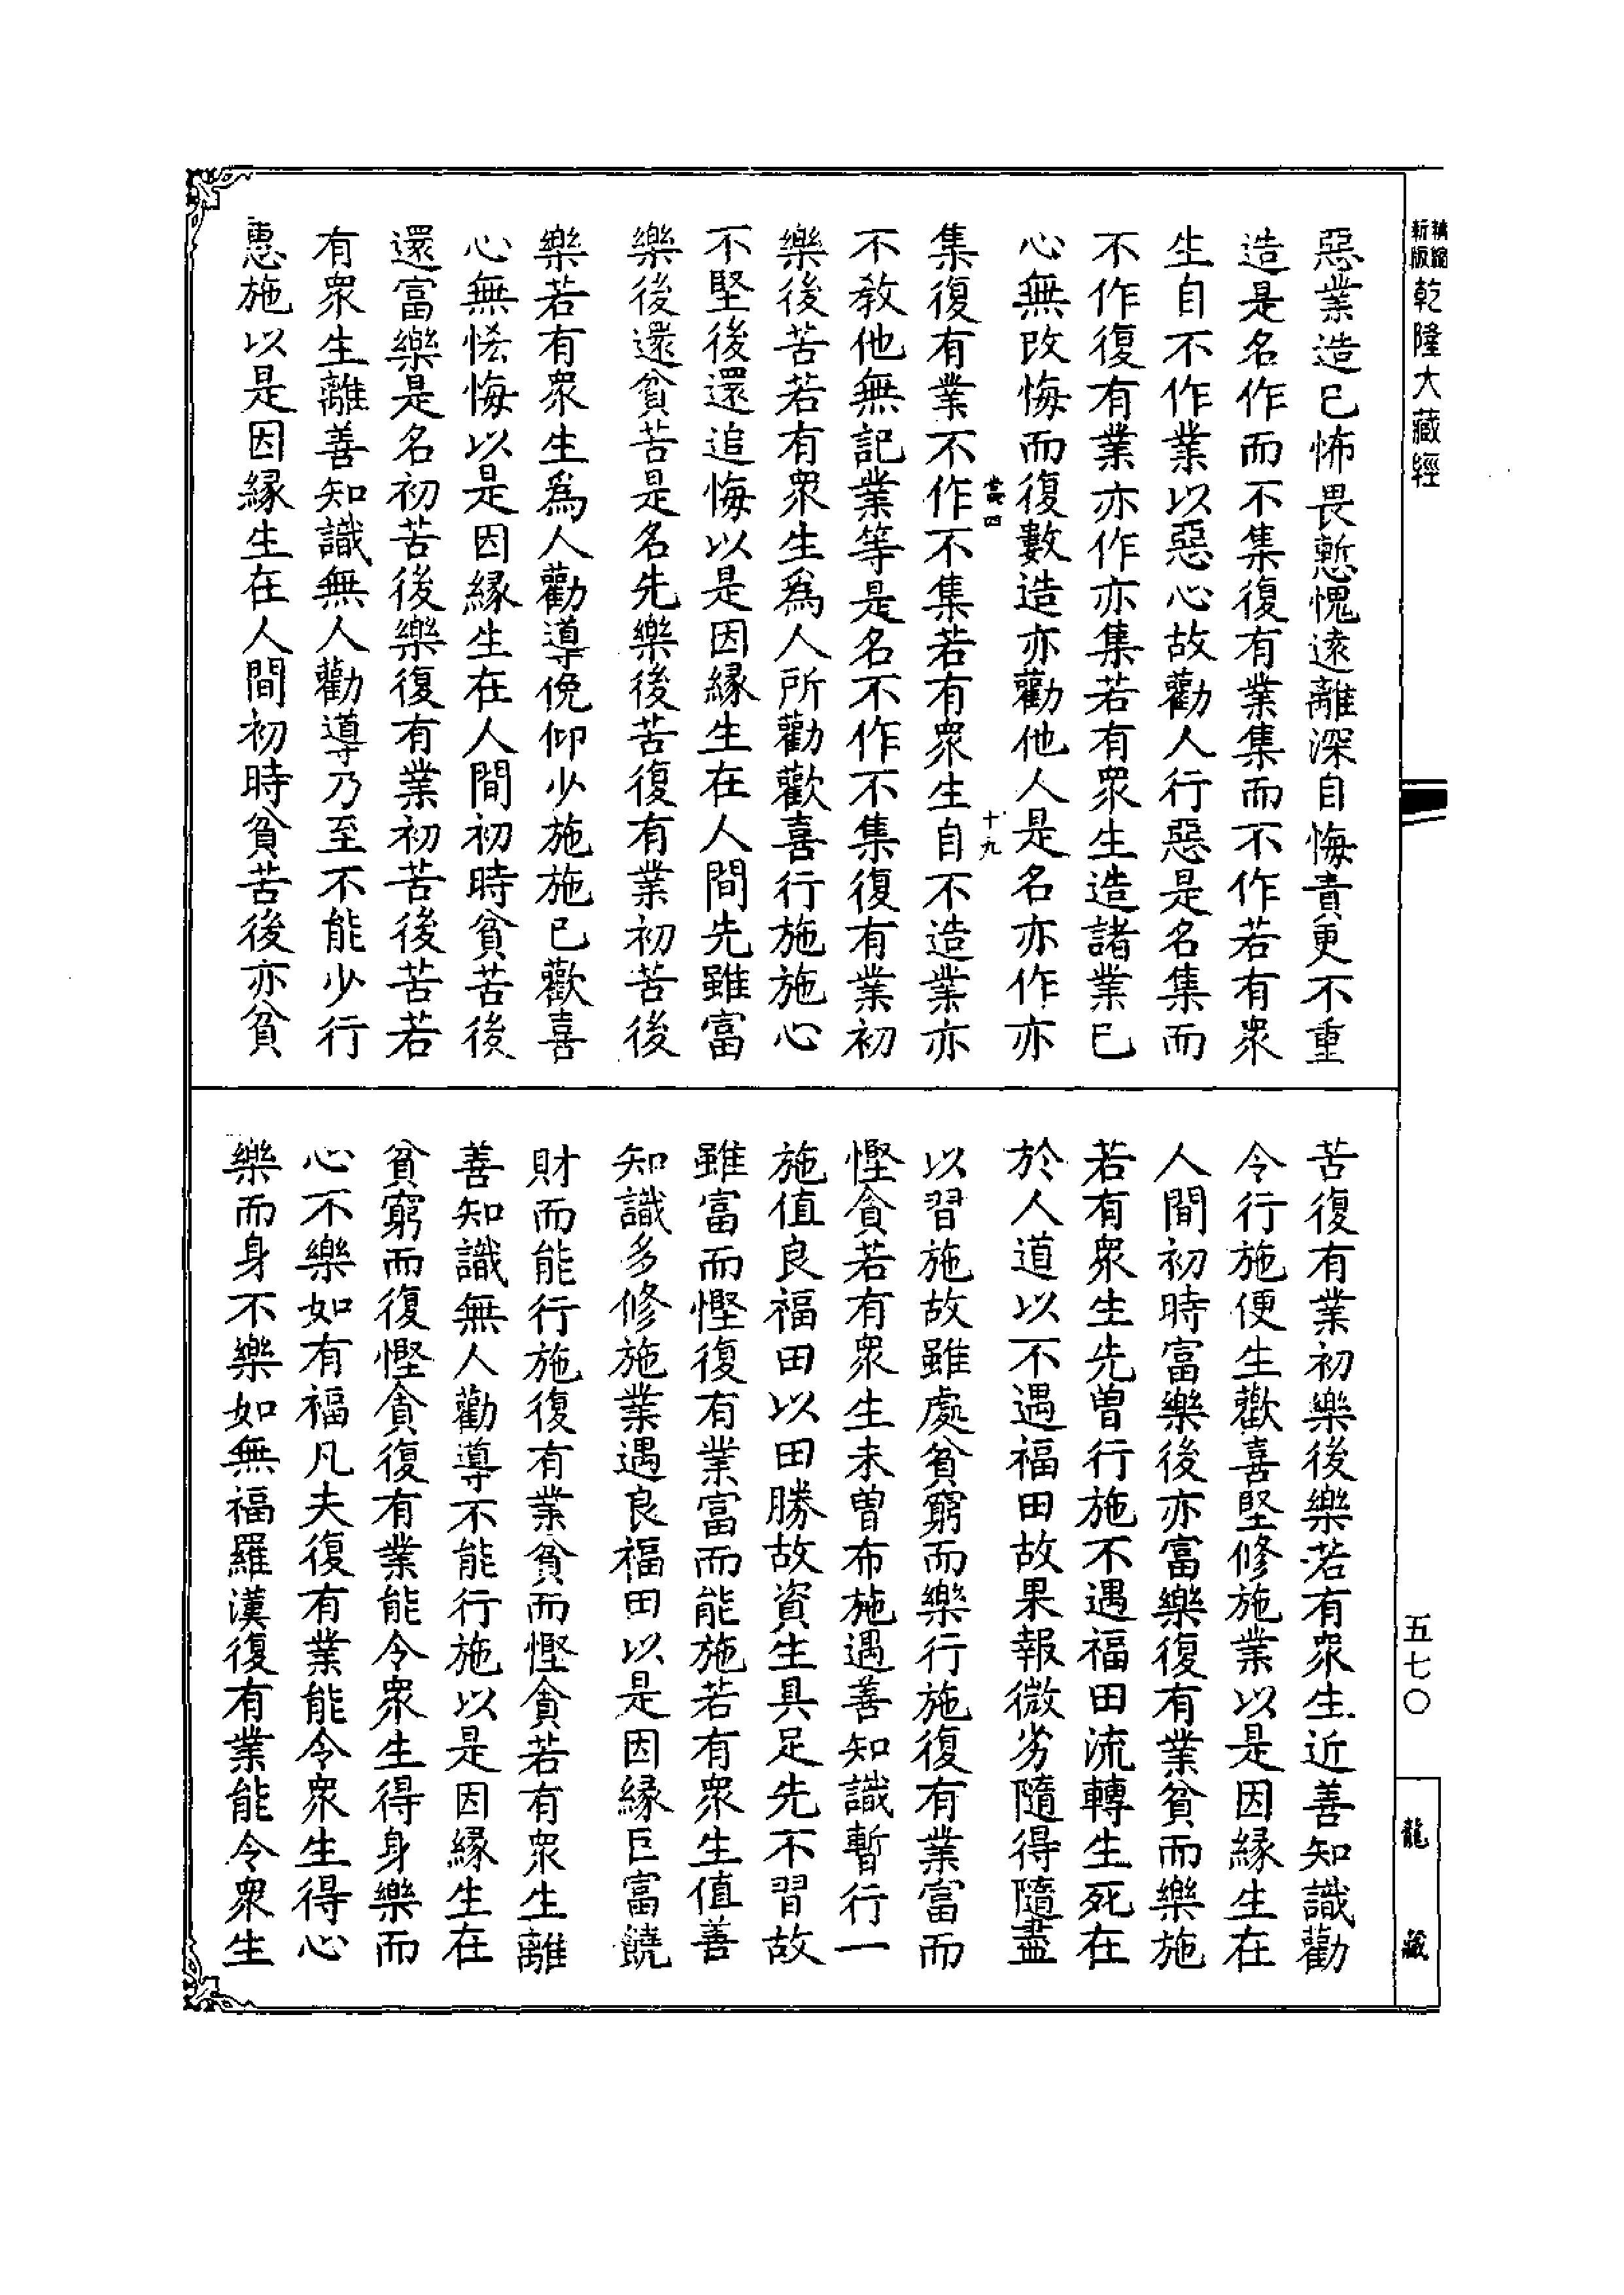 新版精縮乾隆大藏經
惡業造已怖畏慙愧遠離深自悔責更不重
造是名作而不集復有業集而不作若有衆
生自不作業以惡心故勸人行惡是名集而
不作復有業亦作亦集若有衆生造諸業已
心無改悔而復數造亦勸他人是名亦作亦
十九
集復有業不作不集若有衆生自不造業亦
不教他無記業等是名不作不集復有業初
樂後苦若有衆生爲人所勸歡喜行施施心
不堅後還追悔以是因緣生在人間先雖富
樂後還貧苦是名先樂後苦復有業初苦後
樂若有衆生爲人勸導俛仰少施施已歡喜
心無悋悔以是因緣生在人間初時貧苦後
還富樂是名初苦後樂復有業初苦後苦若
有衆生離善知識無人勸導乃至不能少行
惠施以是因緣生在人間初時貧苦後亦貧
苦復有業初樂後樂若有衆生近善知識勸
令行施便生歡喜堅修施業以是因緣生在
人間初時富樂後亦富樂復有業貧而樂施
若有衆生先曾行施不遇福田流轉生死在
於人道以不遇福田故果報微劣隨得隨盡
以習施故雖處貧窮而樂行施復有業富而
慳貪若有衆生未曾布施遇善知識暫行一
施值良福田以田勝故資生具足先不習故
雖富而慳復有業富而能施若有衆生值善
知識多修施業遇良福田以是因緣巨富饒
財而能行施復有業貧而慳貪若有衆生離
善知識無人勸導不能行施以是因緣生在
貧窮而復慳貪復有業能令衆生得身樂而
心不樂如有福凡夫復有業能令衆生得心
樂而身不樂如無福羅漢復有業能令衆生
五七〇
龍藏